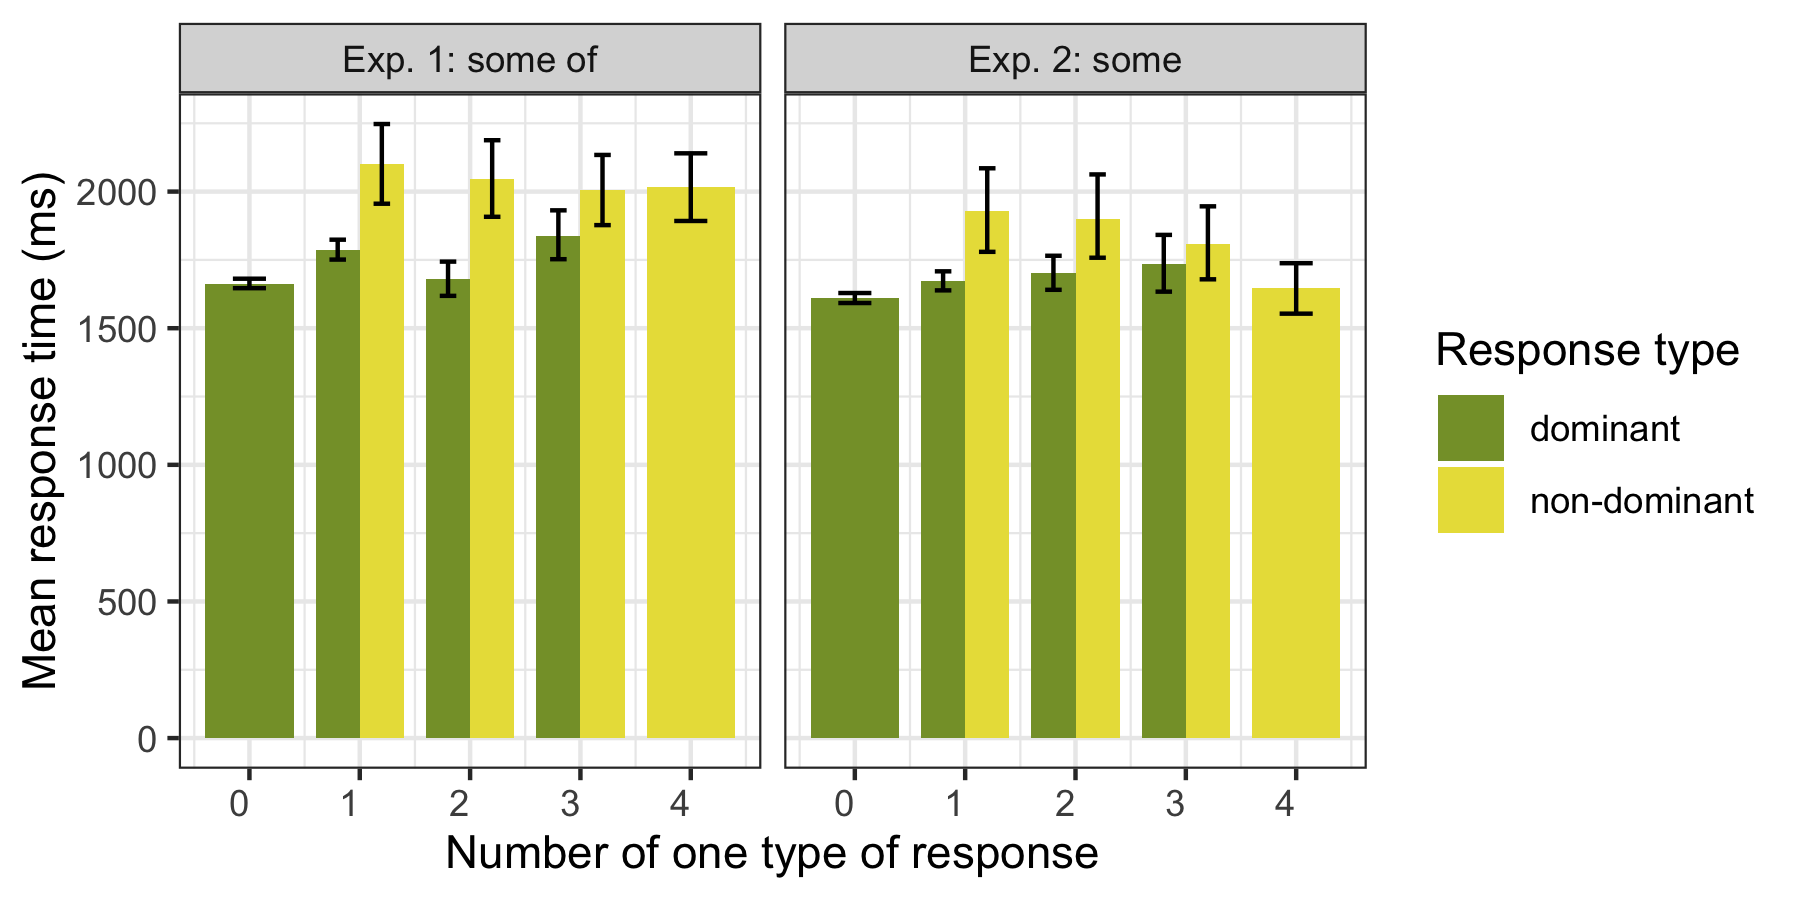 Exp. 1: some of
Exp. 2: some
Mean response time (ms)
2000
1500
1000
500
0
0 1 2 3 4
0 1 2 3 4
Number of one type of response
Response type
dominant
non-dominant